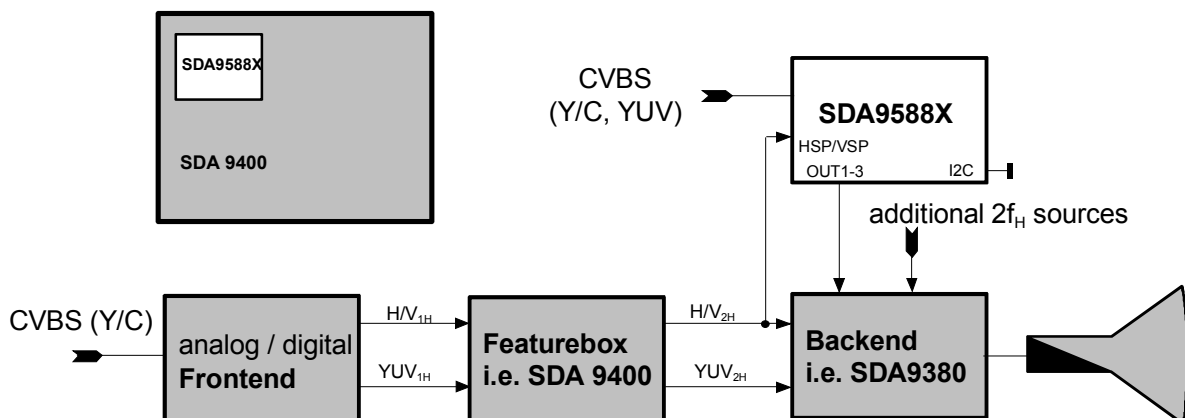 SDA9588X
SDA 9400
CVBS
(Y/C, YUV)
SDA9588X
HSP/VSP
OUT1-3
I2C
additional 2fH sources
CVBS (Y/C)
analog / digital
Frontend
H/V1H
YUV1H
Featurebox
i.e. SDA 9400
H/V2H
YUV2H
Backend
i.e. SDA9380